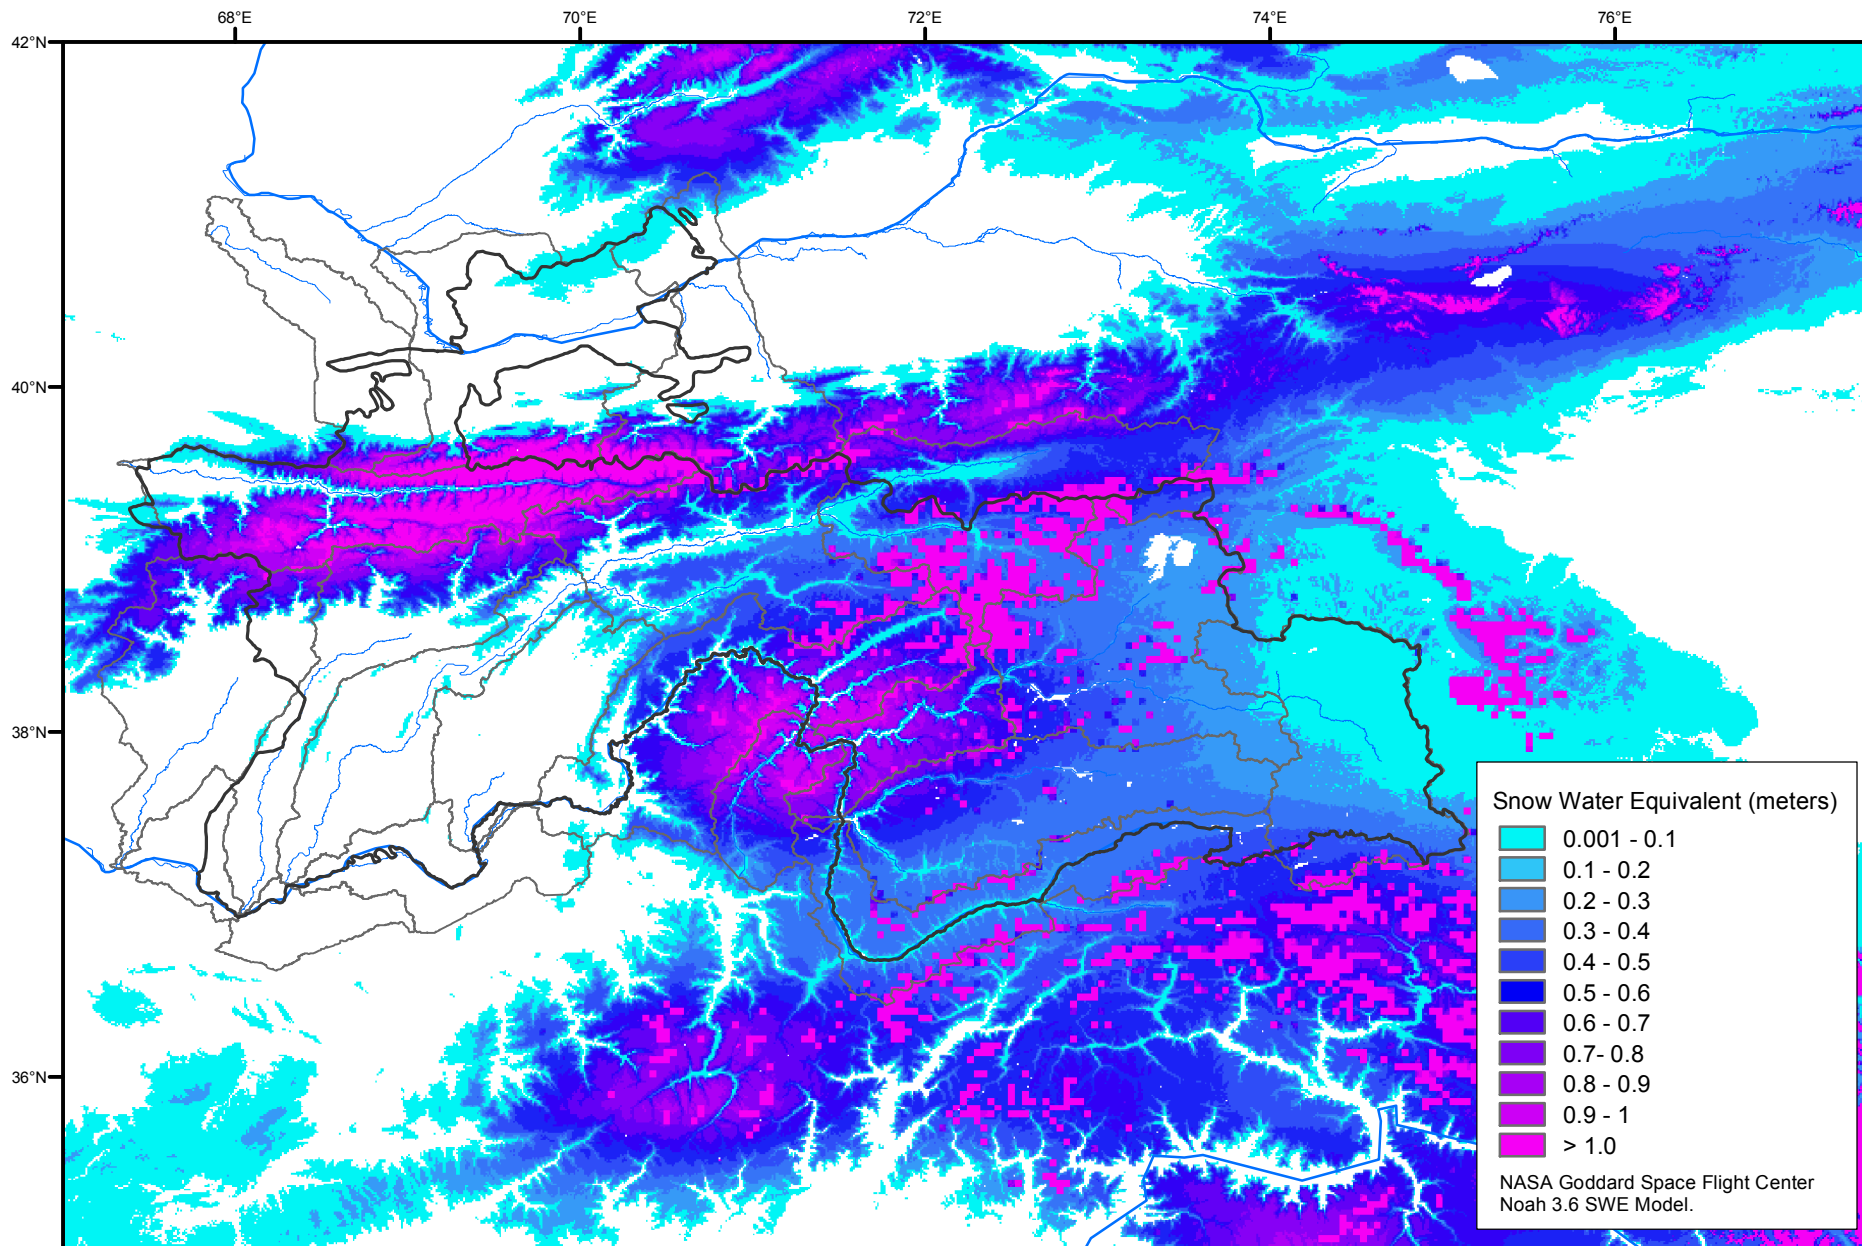 68°E
70°E
72°E
74°E
76°E
42°N
40°N
38°N
36°N
Snow Water Equivalent (meters)
0.001 - 0.1
0.1 - 0.2
0.2 - 0.3
0.3 - 0.4
0.4 - 0.5
0.5 - 0.6
0.6 - 0.7
0.7- 0.8
0.8 - 0.9
0.9 - 1
> 1.0
NASA Goddard Space Flight Center
Noah 3.6 SWE Model.